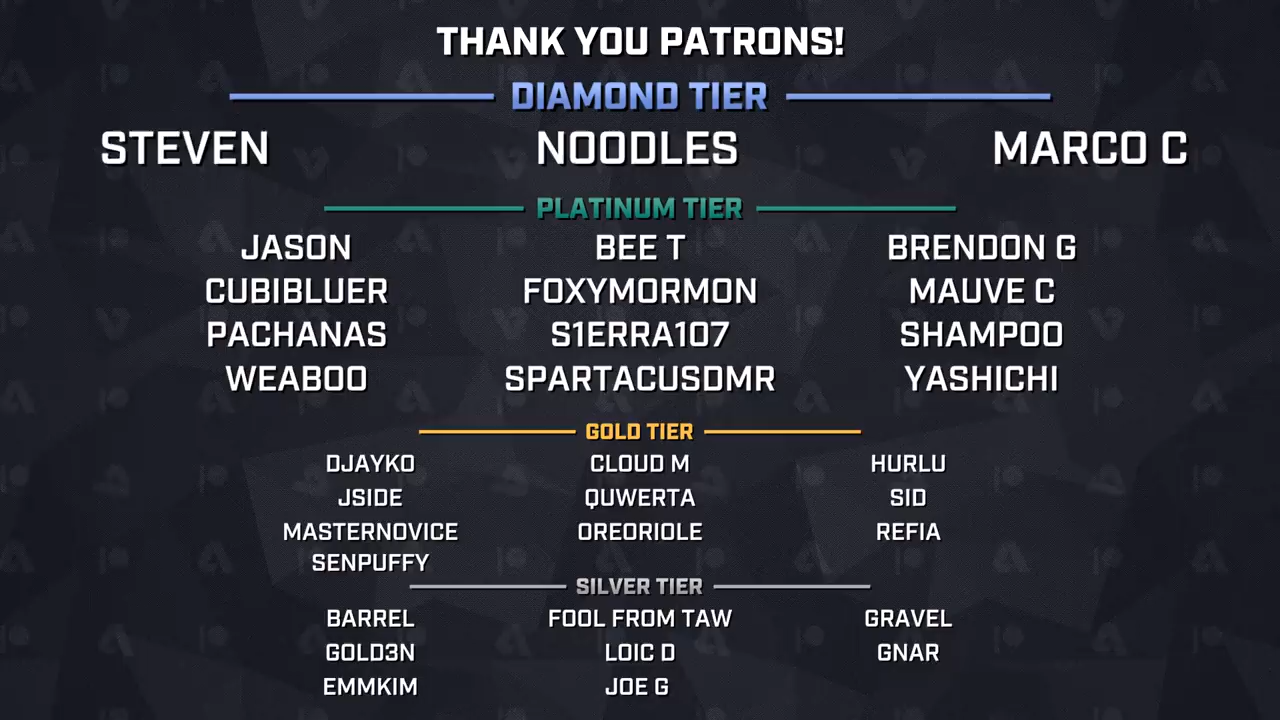 THANK YOU PATRONS!
DIAMOND TIER
STEVEN NOODLES MARCO C
PLATINUM TIER
JASON BEE T BRENDON G
CUBIBLUER FOXYMORMON MAUVE C
PACHANAS S1ERRA107 SHAMPOO
WEABOO SPARTACUSDMR YASHICHI
GOLD TIER
DJAYKO CLOUD M HURLU
JSIDE QUWERTA SID
MASTERNOVICE OREORIOLE REFIA
SENPUFFY
SILVER TIER
BARREL FOOL FROM TAW GRAVEL
GOLD3N LOIC D GNAR
EMMKIM JOE G